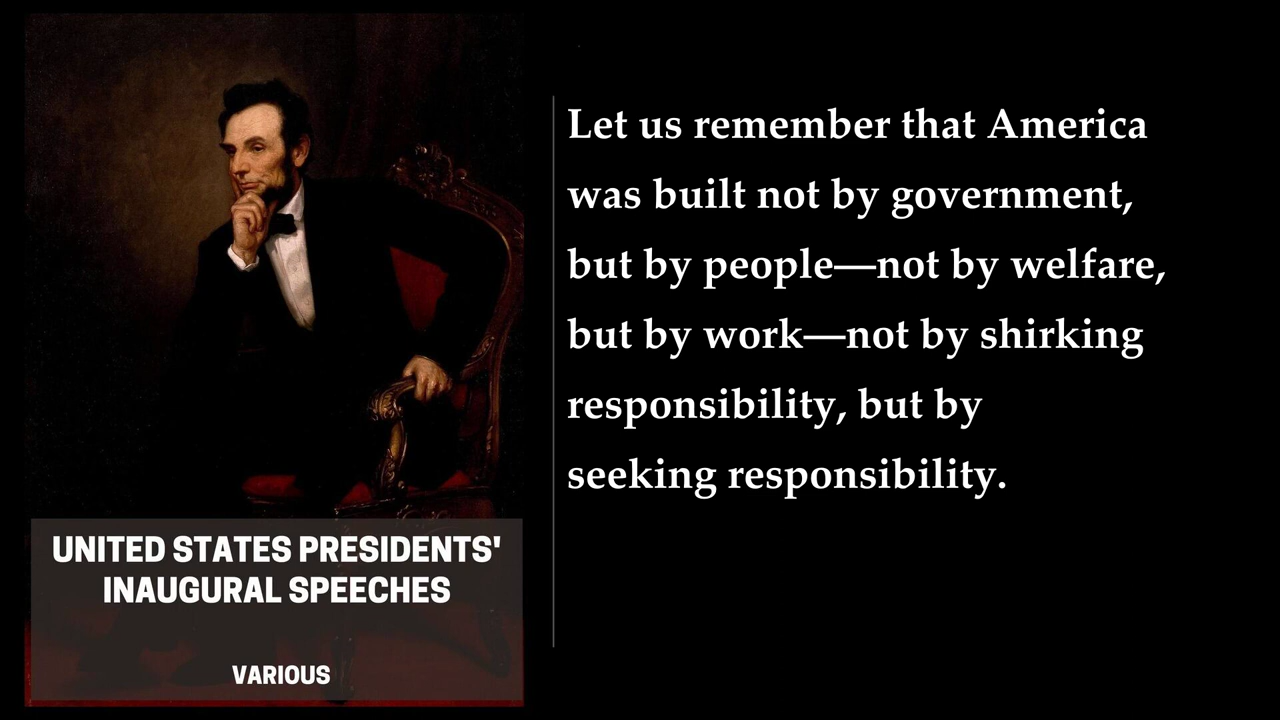 Let us remember that America
was built not by government,
but by people—not by welfare,
but by work—not by shirking
responsibility, but by
seeking responsibility.
UNITED STATES PRESIDENTS'
INAUGURAL SPEECHES
VARIOUS